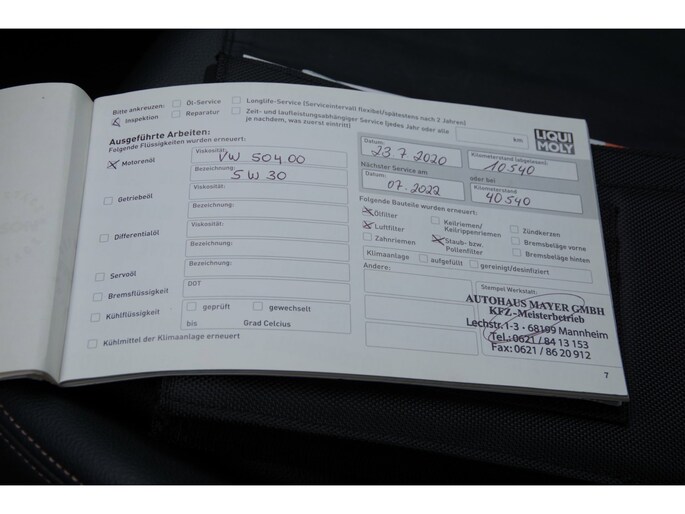 Bitte ankreuzen:
Öl-Service
Longlife-Service (Serviceintervall flexibel/spätestens nach 2 Jahren)
Inspektion
Reparatur
Zeit- und laufleistungsabhängiger Service (jedes Jahr oder alle km
je nachdem, was zuerst eintritt)
LIQUI
MOLY
Ausgeführte Arbeiten:
Folgende Flüssigkeiten wurden erneuert:
Motorenöl
Viskosität:
VW 504.00
Bezeichnung:
5W30
Getriebeöl
Viskosität:
Bezeichnung:
Differentialöl
Viskosität:
Bezeichnung:
Servoöl
Bezeichnung:
Bremsflüssigkeit
DOT
Kühlflüssigkeit
geprüft
gewechselt
bis Grad Celcius
Kühlmittel der Klimaanlage erneuert
Datum:
23.7.2020
Kilometerstand (abgelesen):
10.540
Nächster Service am
oder bei
Datum:
07.2022
Kilometerstand
40540
Folgende Bauteile wurden erneuert:
Ölfilter
Keilriemen/
Keilrippenriemen
Zündkerzen
Luftfilter
Staub- bzw.
Pollenfilter
Bremsbeläge vorne
Zahnriemen
Bremsbeläge hinten
Klimaanlage
aufgefüllt
gereinigt/desinfiziert
Andere:
Stempel Werkstatt:
AUTOHAUS MAYER GMBH
KFZ-Meisterbetrieb
Lechstr.1-3 - 68199 Mannheim
Tel.:0621 / 84 13 153
Fax:0621 / 86 20 912
7